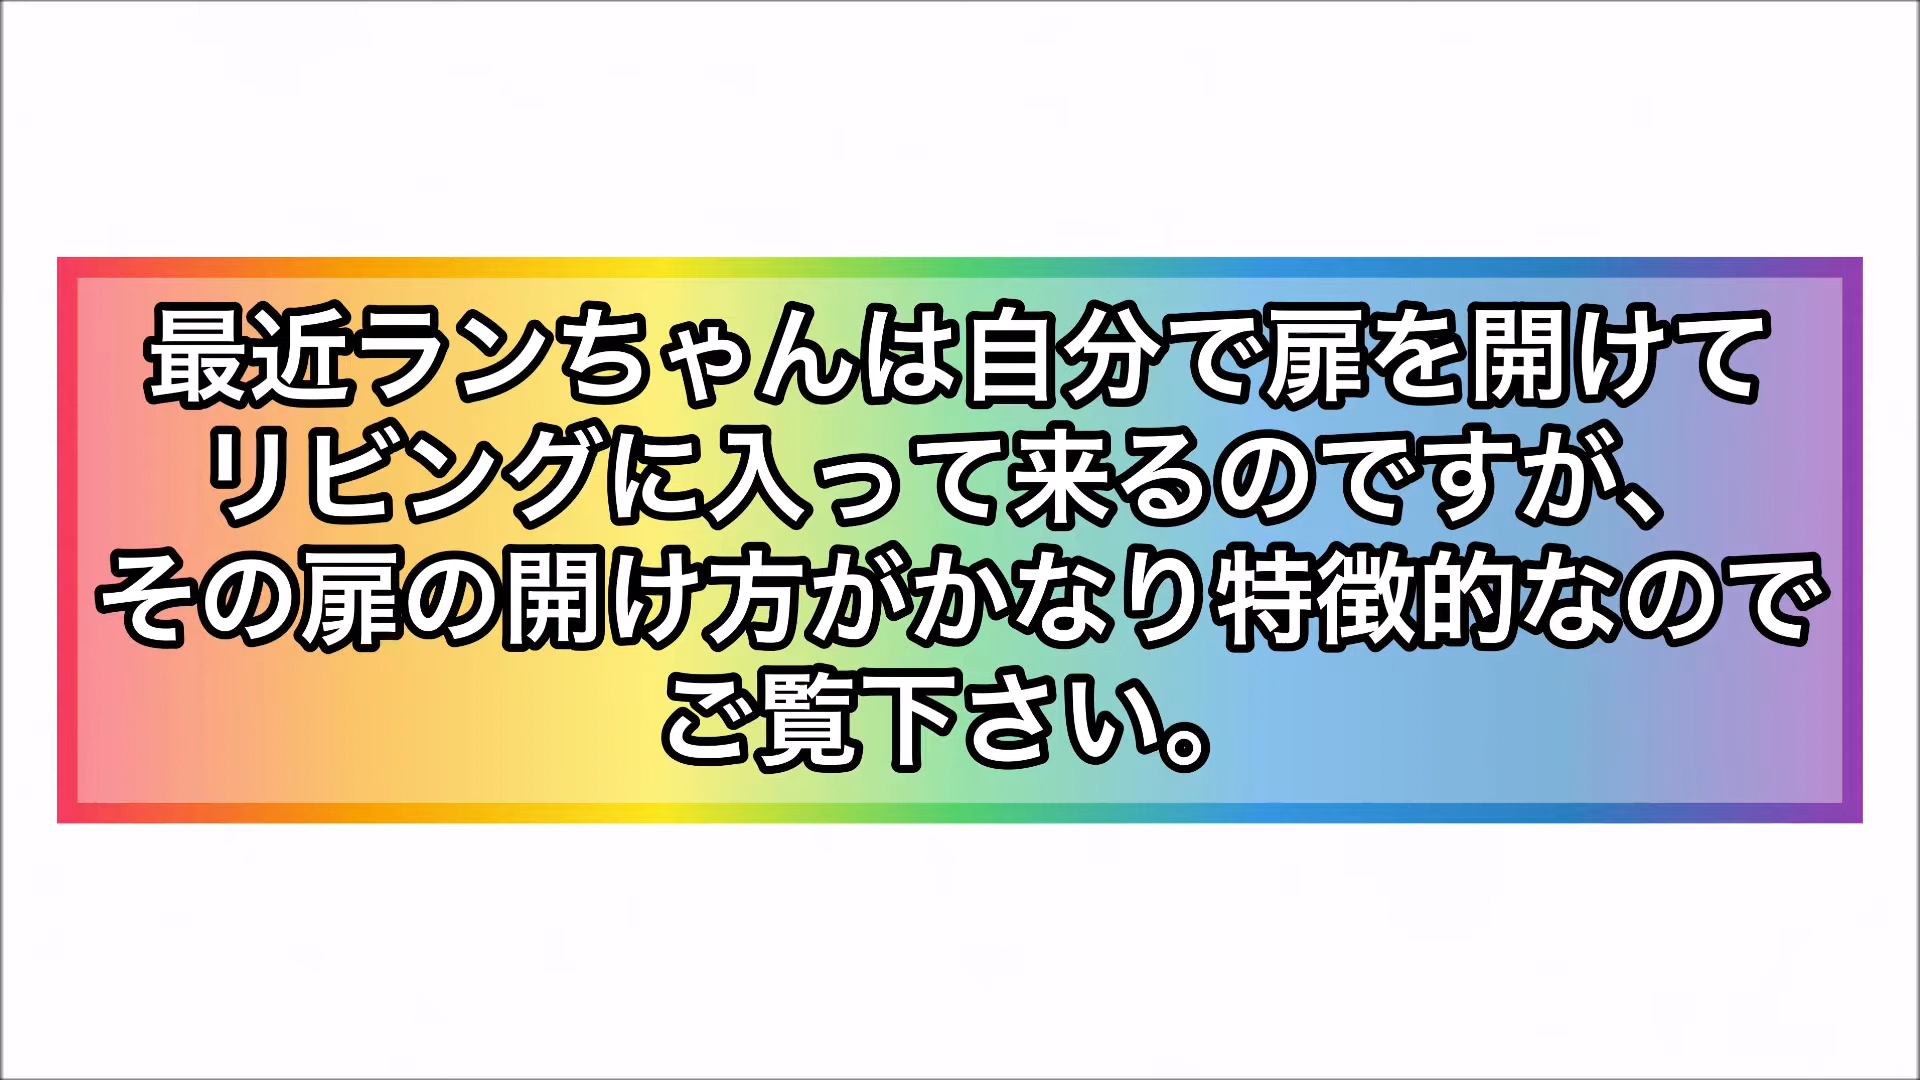 最近ランちゃんは自分で扉を開けて
リビングに入って来るのですが、
その扉の開け方がかなり特徴的なので
ご覧下さい。